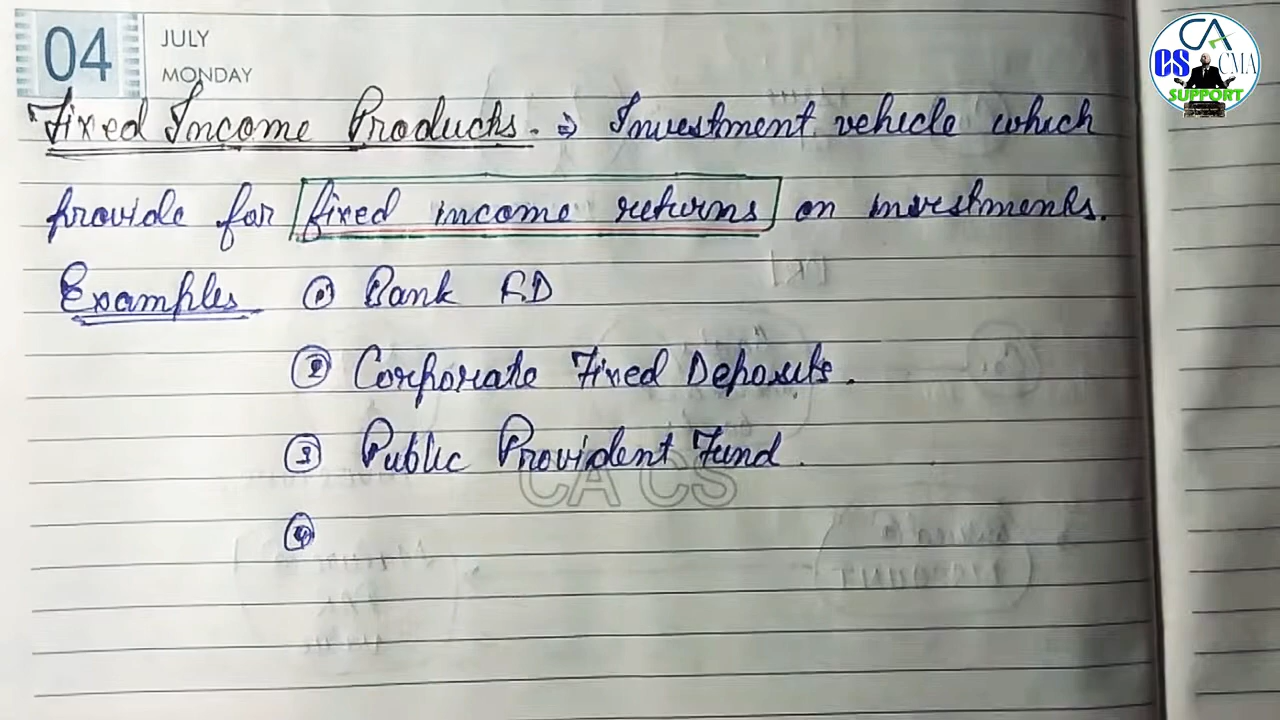 04 JULY
MONDAY
CA
CS CMA
SUPPORT
Fixed Income Products. ⇒ Investment vehicle which
provide for fixed income returns on investments.
Examples ① Bank FD
② Corporate Fixed Deposits.
③ Public Provident Fund.
CA CS
④